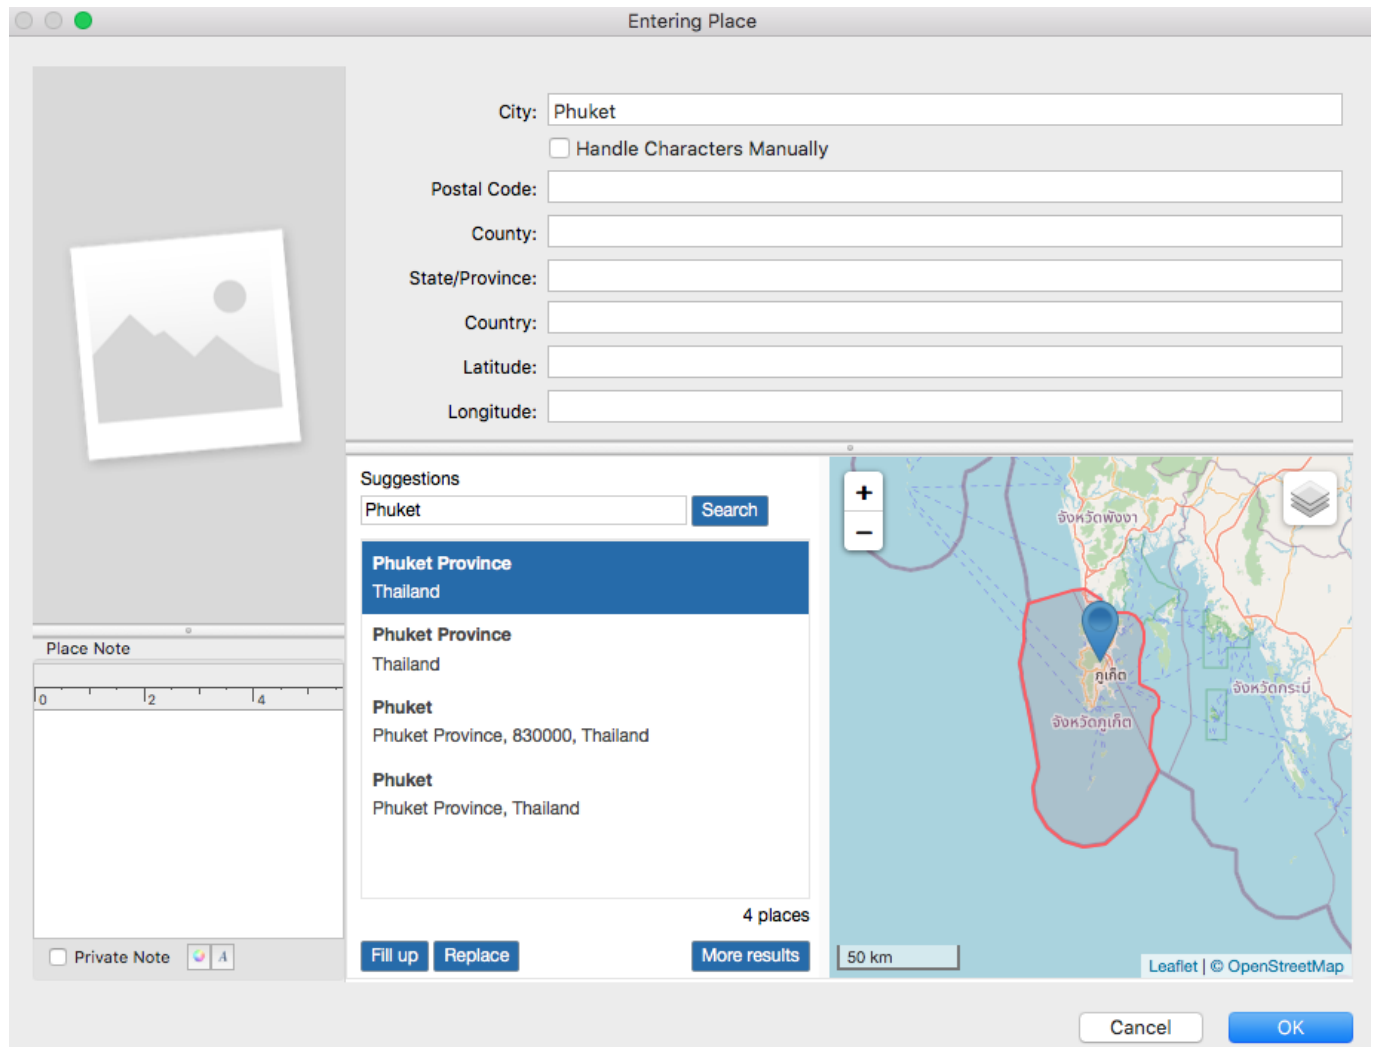 Entering Place
City: Phuket
Handle Characters Manually
Postal Code:
County:
State/Province:
Country:
Latitude:
Longitude:
Place Note
0 2 4
Private Note A
Suggestions
Phuket Search
Phuket Province
Thailand
Phuket Province
Thailand
Phuket
Phuket Province, 830000, Thailand
Phuket
Phuket Province, Thailand
4 places
Fill up Replace More results
+
−
จังหวัดพังงา
ภูเก็ต
จังหวัดกระบี่
จังหวัดภูเก็ต
50 km
Leaflet | © OpenStreetMap
Cancel OK